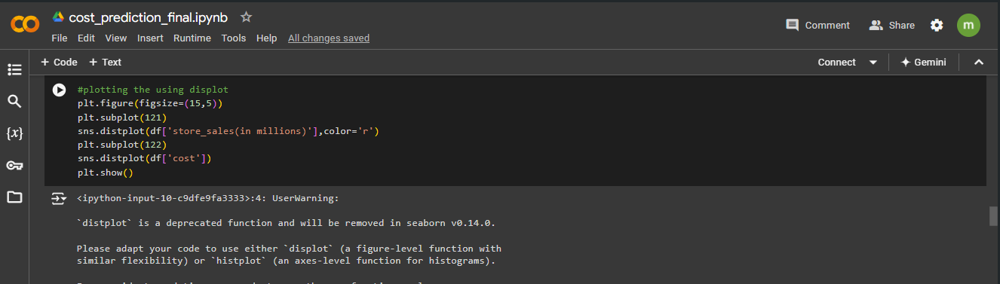 cost_prediction_final.ipynb
Comment
Share
m
File Edit View Insert Runtime Tools Help All changes saved
+ Code + Text
Connect
Gemini
{x}
#plotting the using displot
plt.figure(figsize=(15,5))
plt.subplot(121)
sns.distplot(df['store_sales(in millions)'],color='r')
plt.subplot(122)
sns.distplot(df['cost'])
plt.show()
<ipython-input-10-c9dfe9fa3333>:4: UserWarning:
`distplot` is a deprecated function and will be removed in seaborn v0.14.0.
Please adapt your code to use either `displot` (a figure-level function with
similar flexibility) or `histplot` (an axes-level function for histograms).